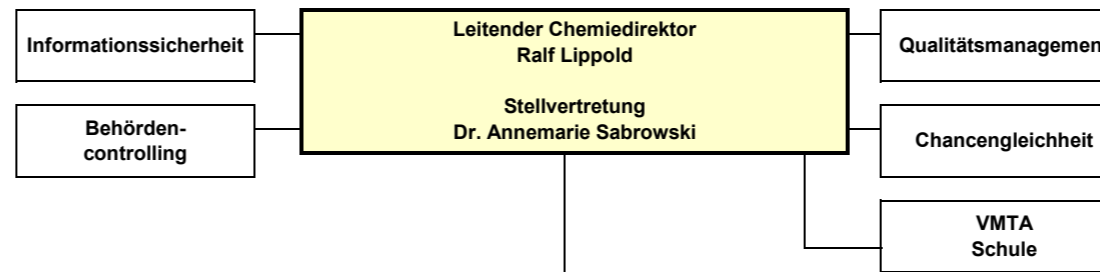 Informationssicherheit
Leitender Chemiedirektor
Ralf Lippold
Stellvertretung
Dr. Annemarie Sabrowski
Qualitätsmanagemen
Behörden-
controlling
Chancengleichheit
VMTA
Schule